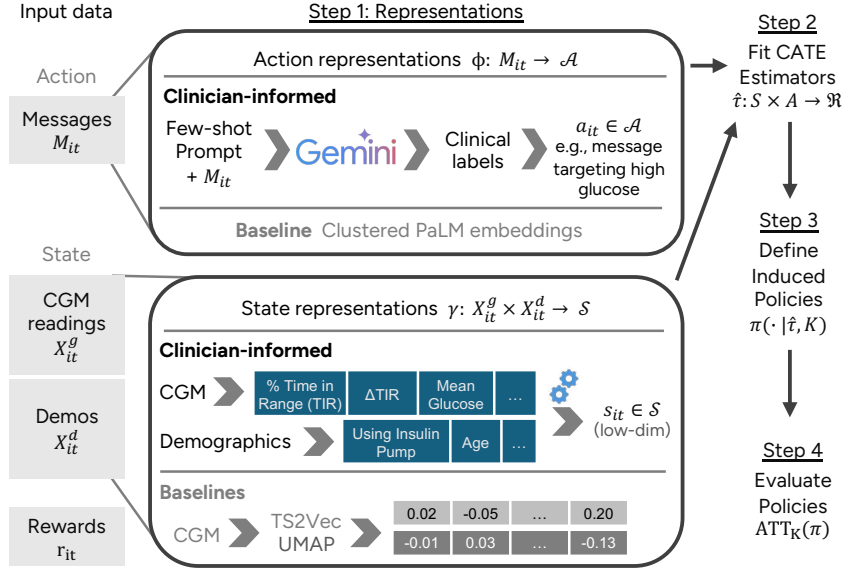 Input data
Action
Messages
M_it
State
CGM
readings
X_it^g
Demos
X_it^d
Rewards
r_it
Step 1: Representations
Action representations ϕ: M_it → 𝒜
Clinician-informed
Few-shot
Prompt
+ M_it
Gemini
Clinical
labels
a_it ∈ 𝒜
e.g., message
targeting high
glucose
Baseline Clustered PaLM embeddings
State representations γ: X_it^g × X_it^d → 𝒮
Clinician-informed
CGM
% Time in
Range (TIR)
ΔTIR
Mean
Glucose
...
Demographics
Using Insulin
Pump
Age
...
s_it ∈ 𝒮
(low-dim)
Baselines
CGM
TS2Vec
UMAP
0.02 -0.05 ... 0.20
-0.01 0.03 ... -0.13
Step 2
Fit CATE
Estimators
τ̂: S × A → ℜ
Step 3
Define
Induced
Policies
π(· |τ̂, K)
Step 4
Evaluate
Policies
ATT_K(π)